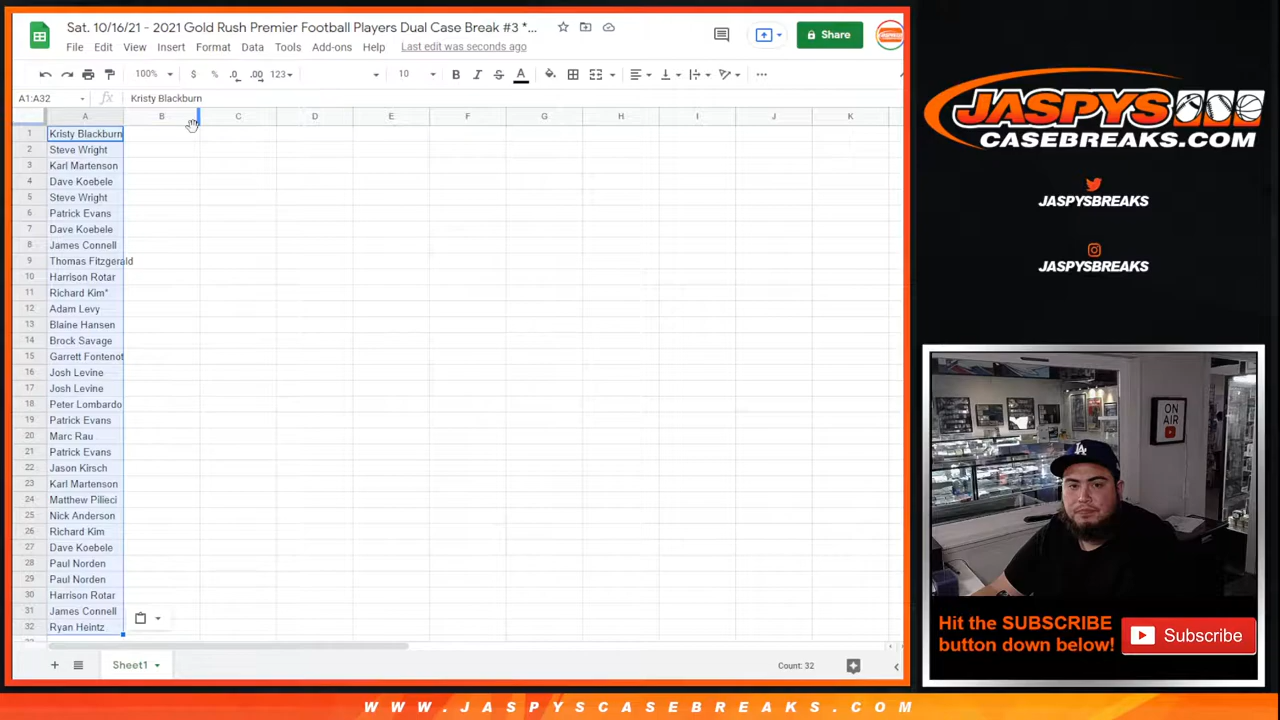 Sat. 10/16/21 - 2021 Gold Rush Premier Football Players Dual Case Break #3 *...
File Edit View Insert Format Data Tools Add-ons Help Last edit was seconds ago
Share
100% $ % .0 .00 123 10 B I S A
A1:A32 fx Kristy Blackburn
A B C D E F G H I J K
1 Kristy Blackburn
2 Steve Wright
3 Karl Martenson
4 Dave Koebele
5 Steve Wright
6 Patrick Evans
7 Dave Koebele
8 James Connell
9 Thomas Fitzgerald
10 Harrison Rotar
11 Richard Kim*
12 Adam Levy
13 Blaine Hansen
14 Brock Savage
15 Garrett Fontenot
16 Josh Levine
17 Josh Levine
18 Peter Lombardo
19 Patrick Evans
20 Marc Rau
21 Patrick Evans
22 Jason Kirsch
23 Karl Martenson
24 Matthew Pilieci
25 Nick Anderson
26 Richard Kim
27 Dave Koebele
28 Paul Norden
29 Paul Norden
30 Harrison Rotar
31 James Connell
32 Ryan Heintz
Sheet1
Count: 32
JASPYS
CASEBREAKS.COM
JASPYSBREAKS
JASPYSBREAKS
ON
AIR
LA
Hit the SUBSCRIBE
button down below!
Subscribe
WWW.JASPYSCASEBREAKS.COM